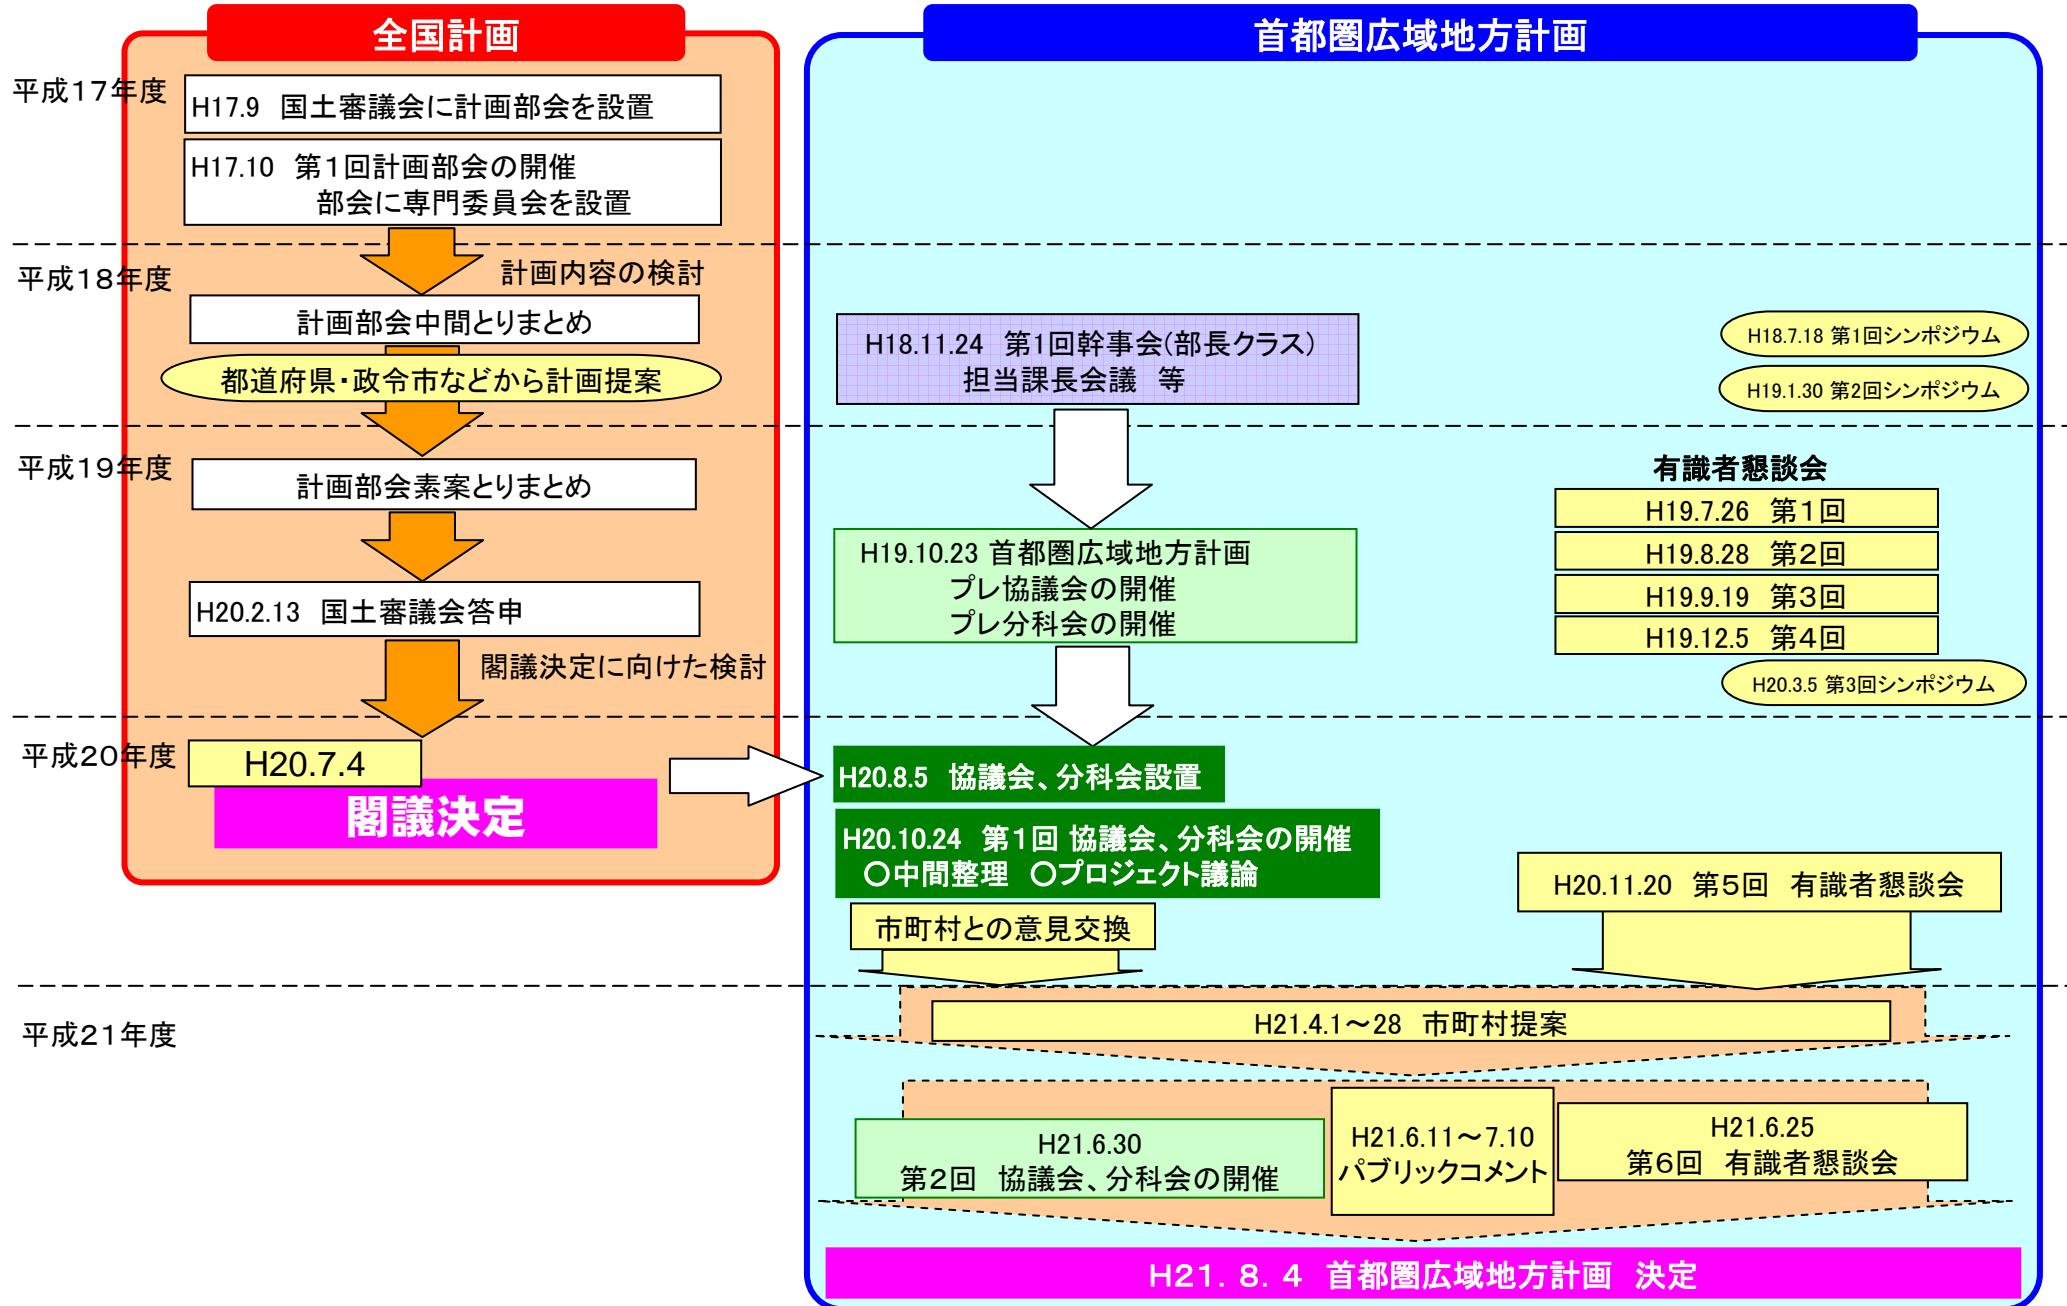 全国計画
首都圏広域地方計画
平成17年度
H17.9 国土審議会に計画部会を設置
H17.10 第1回計画部会の開催
部会に専門委員会を設置
平成18年度
計画内容の検討
計画部会中間とりまとめ
都道府県・政令市などから計画提案
H18.11.24 第1回幹事会(部長クラス)
担当課長会議 等
H18.7.18 第1回シンポジウム
H19.1.30 第2回シンポジウム
平成19年度
計画部会素案とりまとめ
H20.2.13 国土審議会答申
閣議決定に向けた検討
H19.10.23 首都圏広域地方計画
プレ協議会の開催
プレ分科会の開催
有識者懇談会
H19.7.26 第1回
H19.8.28 第2回
H19.9.19 第3回
H19.12.5 第4回
H20.3.5 第3回シンポジウム
平成20年度
H20.7.4
閣議決定
H20.8.5 協議会、分科会設置
H20.10.24 第1回 協議会、分科会の開催
○中間整理 ○プロジェクト議論
市町村との意見交換
H20.11.20 第5回 有識者懇談会
平成21年度
H21.4.1～28 市町村提案
H21.6.30
第2回 協議会、分科会の開催
H21.6.11～7.10
パブリックコメント
H21.6.25
第6回 有識者懇談会
H21．8．4 首都圏広域地方計画 決定